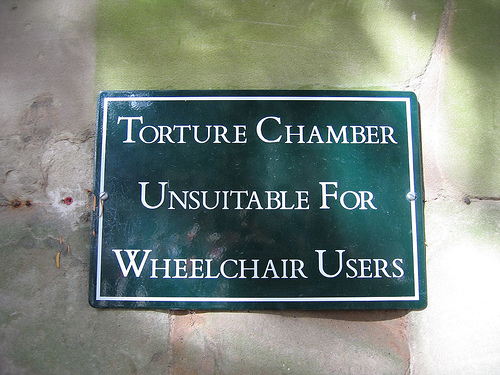 Torture Chamber
Unsuitable For
Wheelchair Users